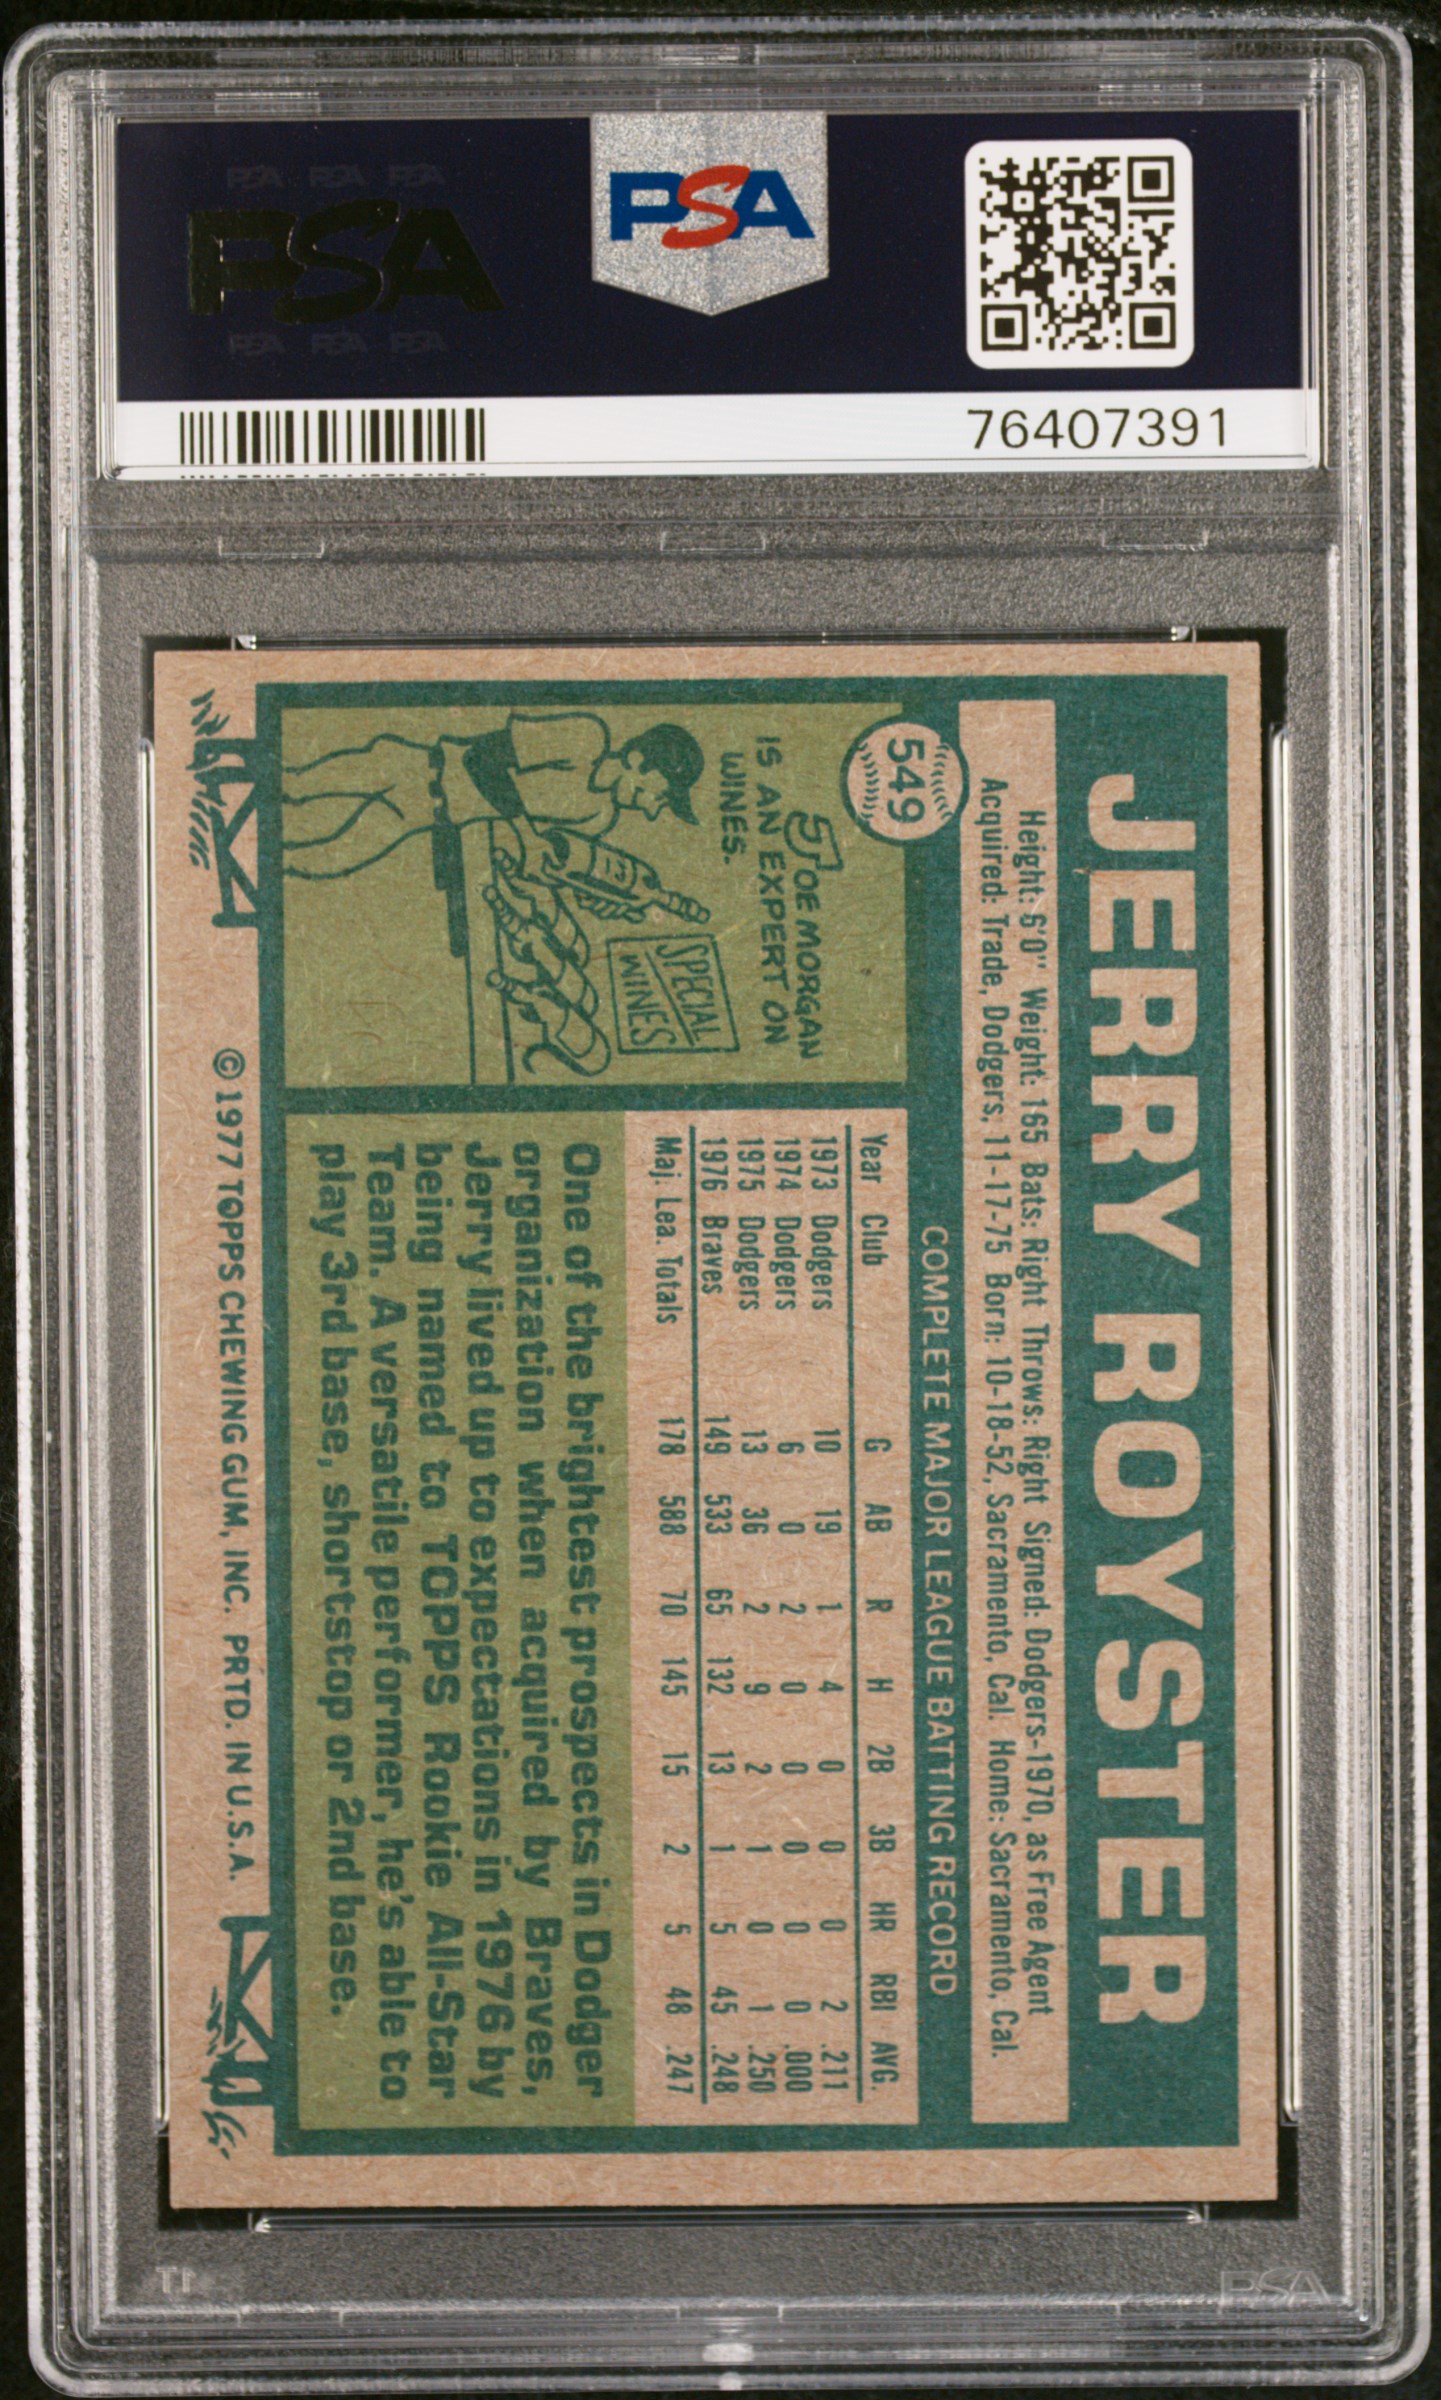 PSA PSA PSA
PSA
PSA PSA PSA
PSA
76407391
JERRY ROYSTER
Height: 6'0" Weight: 165 Bats: Right Throws: Right Signed: Dodgers-1970, as Free Agent
Acquired: Trade, Dodgers, 11-17-75 Born: 10-18-52, Sacramento, Cal. Home: Sacramento, Cal.
549
COMPLETE MAJOR LEAGUE BATTING RECORD
JOE MORGAN
IS AN EXPERT ON
WINES.
SPECIAL
WINES
Year Club G AB R H 2B 3B HR RBI AVG.
1973 Dodgers 10 19 1 4 0 0 0 2 .211
1974 Dodgers 6 0 2 0 0 0 0 0 .000
1975 Dodgers 13 36 2 9 2 1 0 1 .250
1976 Braves 149 533 65 132 13 1 5 45 .248
Maj. Lea. Totals 178 588 70 145 15 2 5 48 .247
One of the brightest prospects in Dodger
organization when acquired by Braves,
Jerry lived up to expectations in 1976 by
being named to TOPPS Rookie All-Star
Team. A versatile performer, he's able to
play 3rd base, shortstop or 2nd base.
© 1977 TOPPS CHEWING GUM, INC. PRTD. IN U.S.A.
PSA